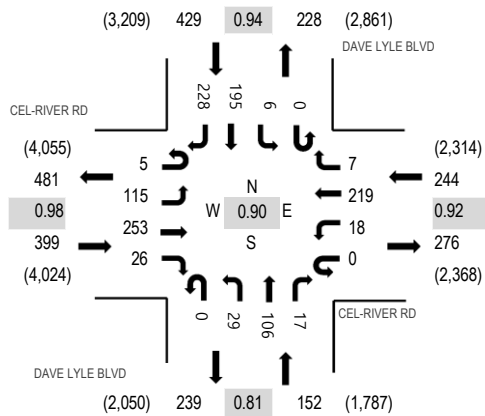 (3,209) 429 0.94 228 (2,861)
DAVE LYLE BLVD
CEL-RIVER RD
228 195 6 0
(4,055) (2,314)
5 7
481 244
115 N 219
0.98 W 0.90 E 0.92
253 18
399 S 276
26 0
(4,024) (2,368)
0 29 106 17
CEL-RIVER RD
DAVE LYLE BLVD
(2,050) 239 0.81 152 (1,787)